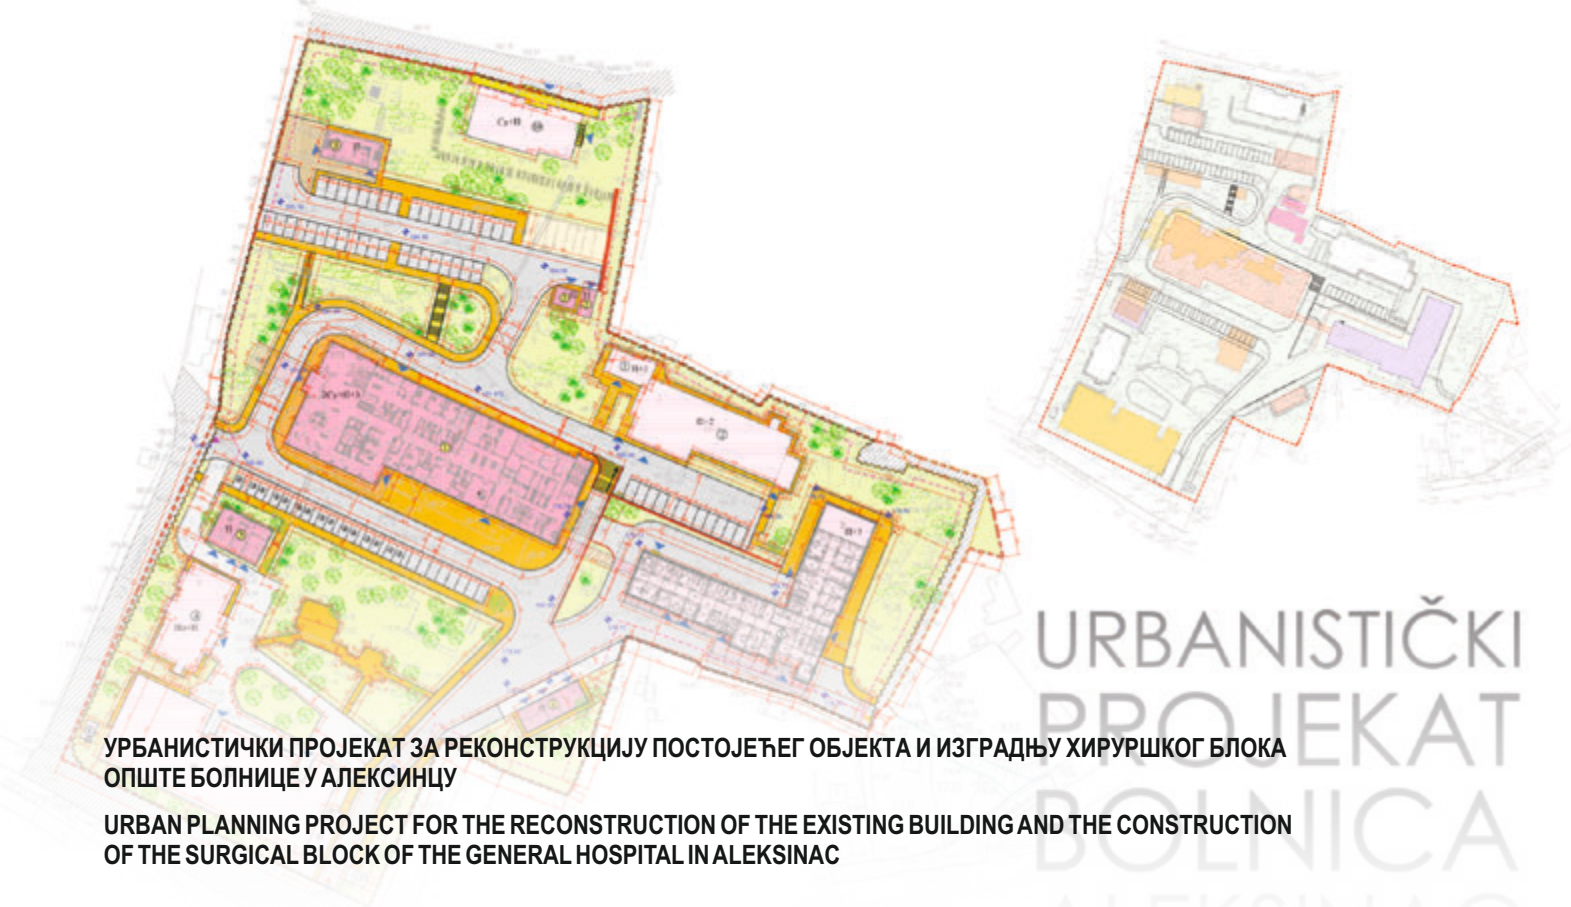 URBANISTIČKI
PROJEKAT
BOLNICA
ALEKSINAC
УРБАНИСТИЧКИ ПРОЈЕКАТ ЗА РЕКОНСТРУКЦИЈУ ПОСТОЈЕЋЕГ ОБЈЕКТА И ИЗГРАДЊУ ХИРУРШКОГ БЛОКА
ОПШТЕ БОЛНИЦЕ У АЛЕКСИНЦУ
URBAN PLANNING PROJECT FOR THE RECONSTRUCTION OF THE EXISTING BUILDING AND THE CONSTRUCTION
OF THE SURGICAL BLOCK OF THE GENERAL HOSPITAL IN ALEKSINAC